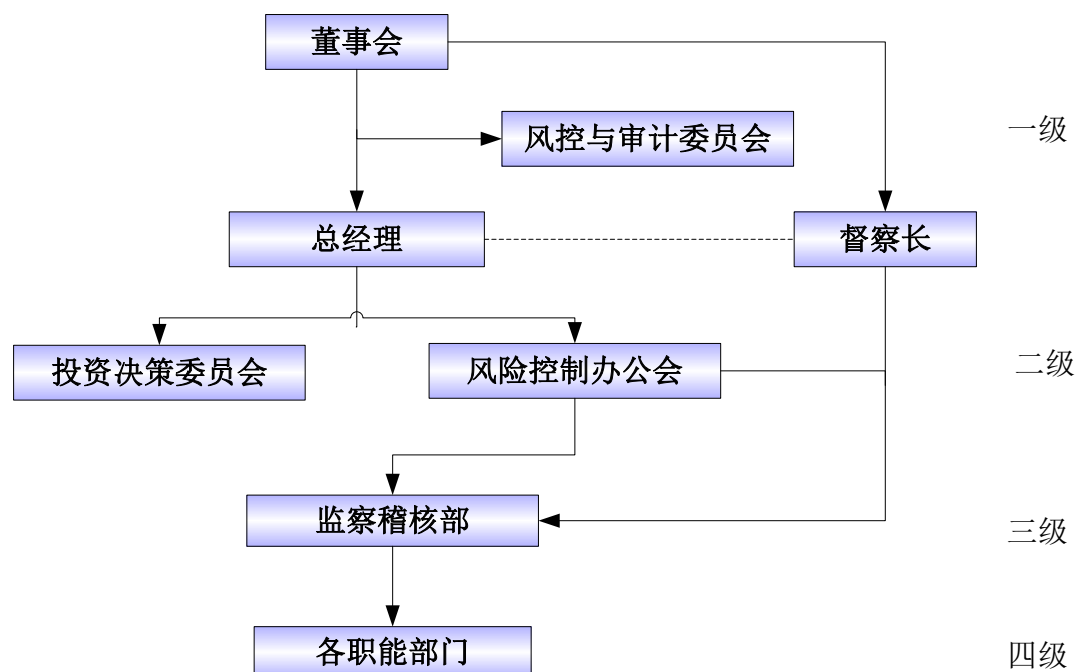 董事会
风控与审计委员会
一级
总经理
督察长
投资决策委员会
风险控制办公会
二级
监察稽核部
三级
各职能部门
四级